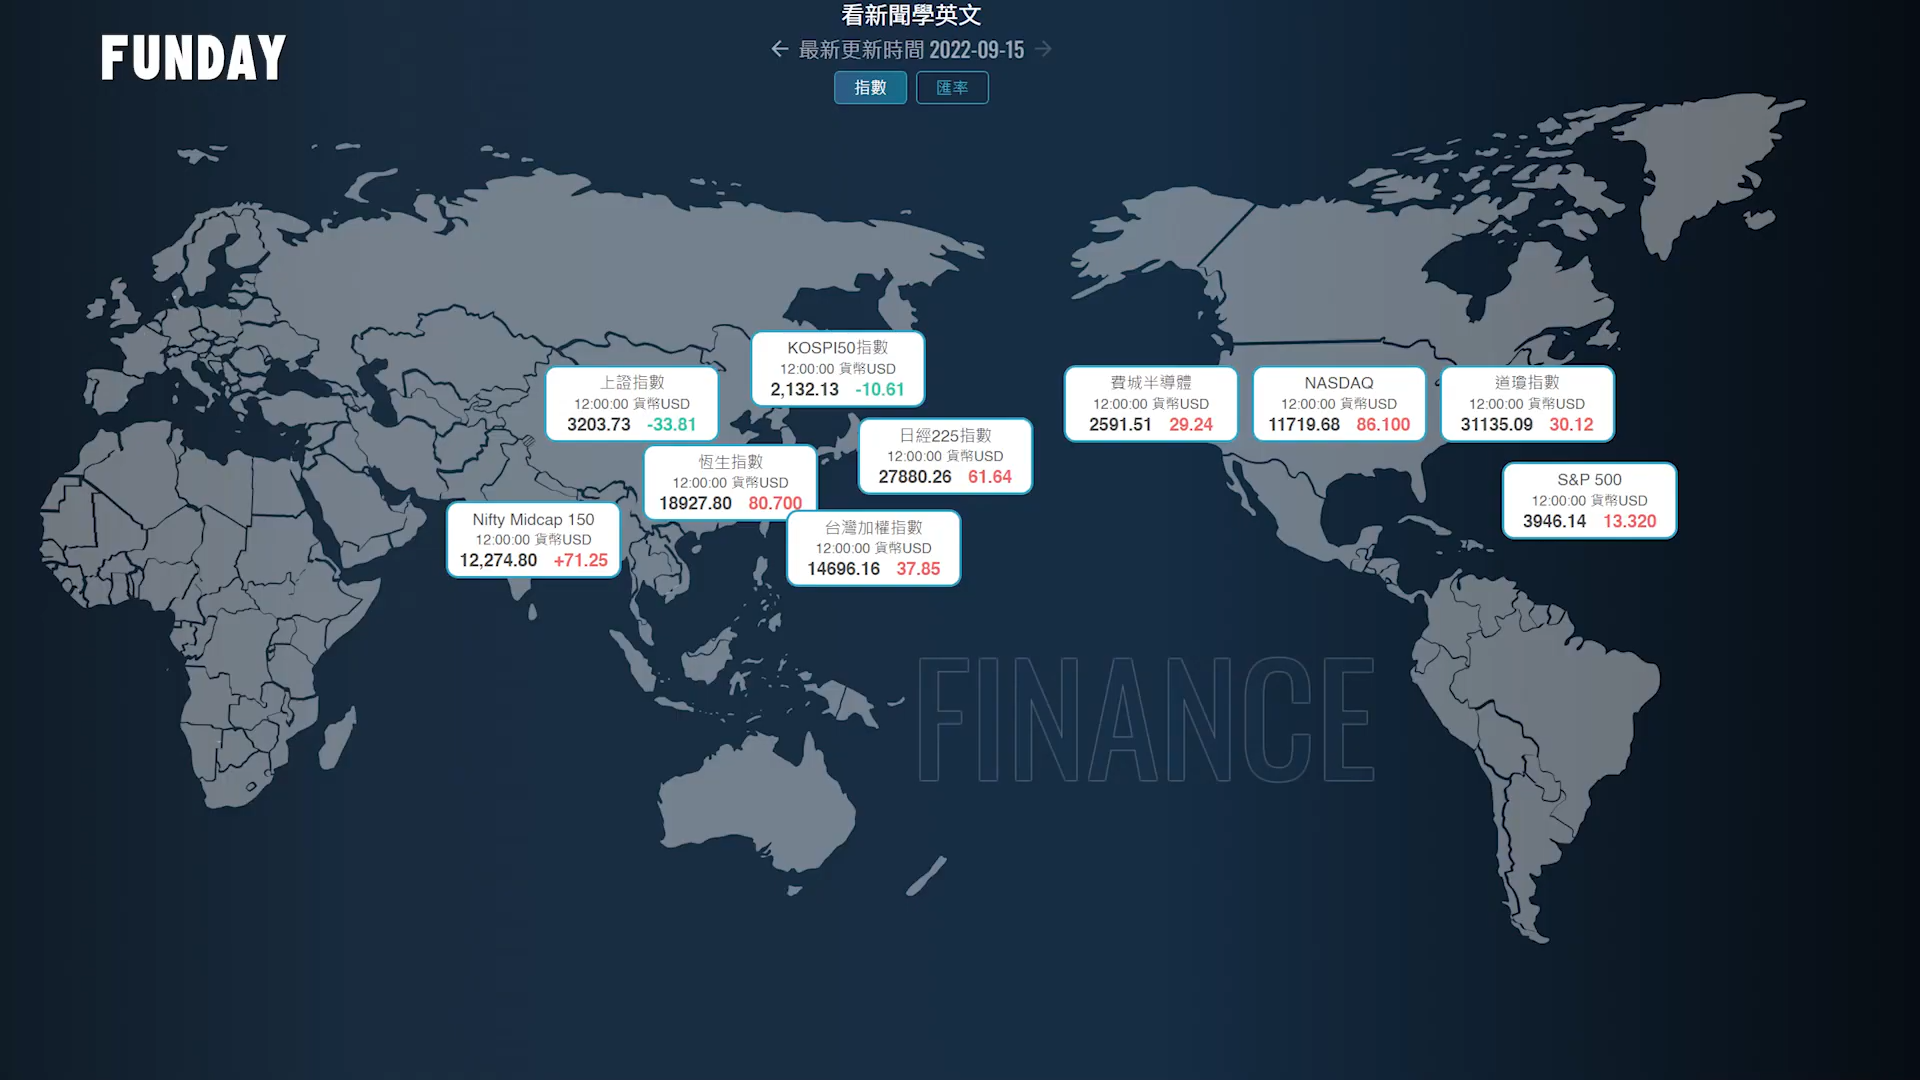 看新聞學英文
FUNDAY
← 最新更新時間 2022-09-15 →
指數 匯率
KOSPI50指數
12:00:00 貨幣USD
2,132.13 -10.61
上證指數
12:00:00 貨幣USD
3203.73 -33.81
費城半導體
12:00:00 貨幣USD
2591.51 29.24
NASDAQ
12:00:00 貨幣USD
11719.68 86.100
道瓊指數
12:00:00 貨幣USD
31135.09 30.12
日經225指數
12:00:00 貨幣USD
27880.26 61.64
恆生指數
12:00:00 貨幣USD
18927.80 80.700
S&P 500
12:00:00 貨幣USD
3946.14 13.320
Nifty Midcap 150
12:00:00 貨幣USD
12,274.80 +71.25
台灣加權指數
12:00:00 貨幣USD
14696.16 37.85
FINANCE